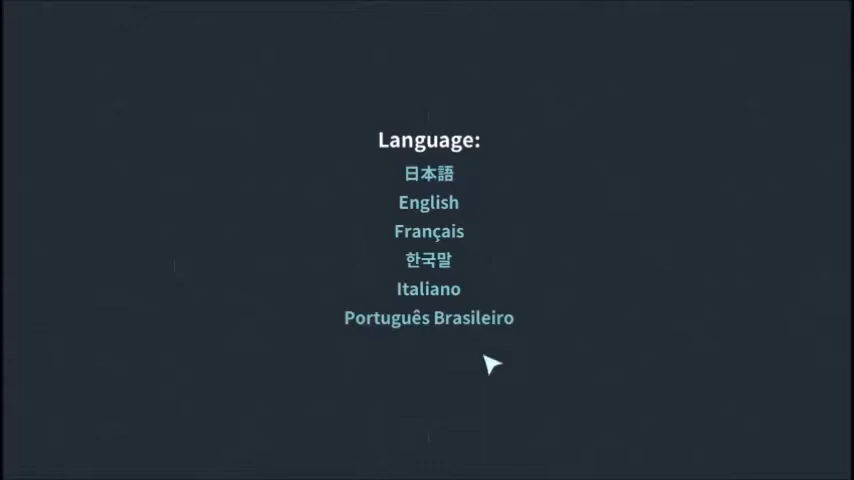 Language:
日本語
English
Français
한국말
Italiano
Português Brasileiro